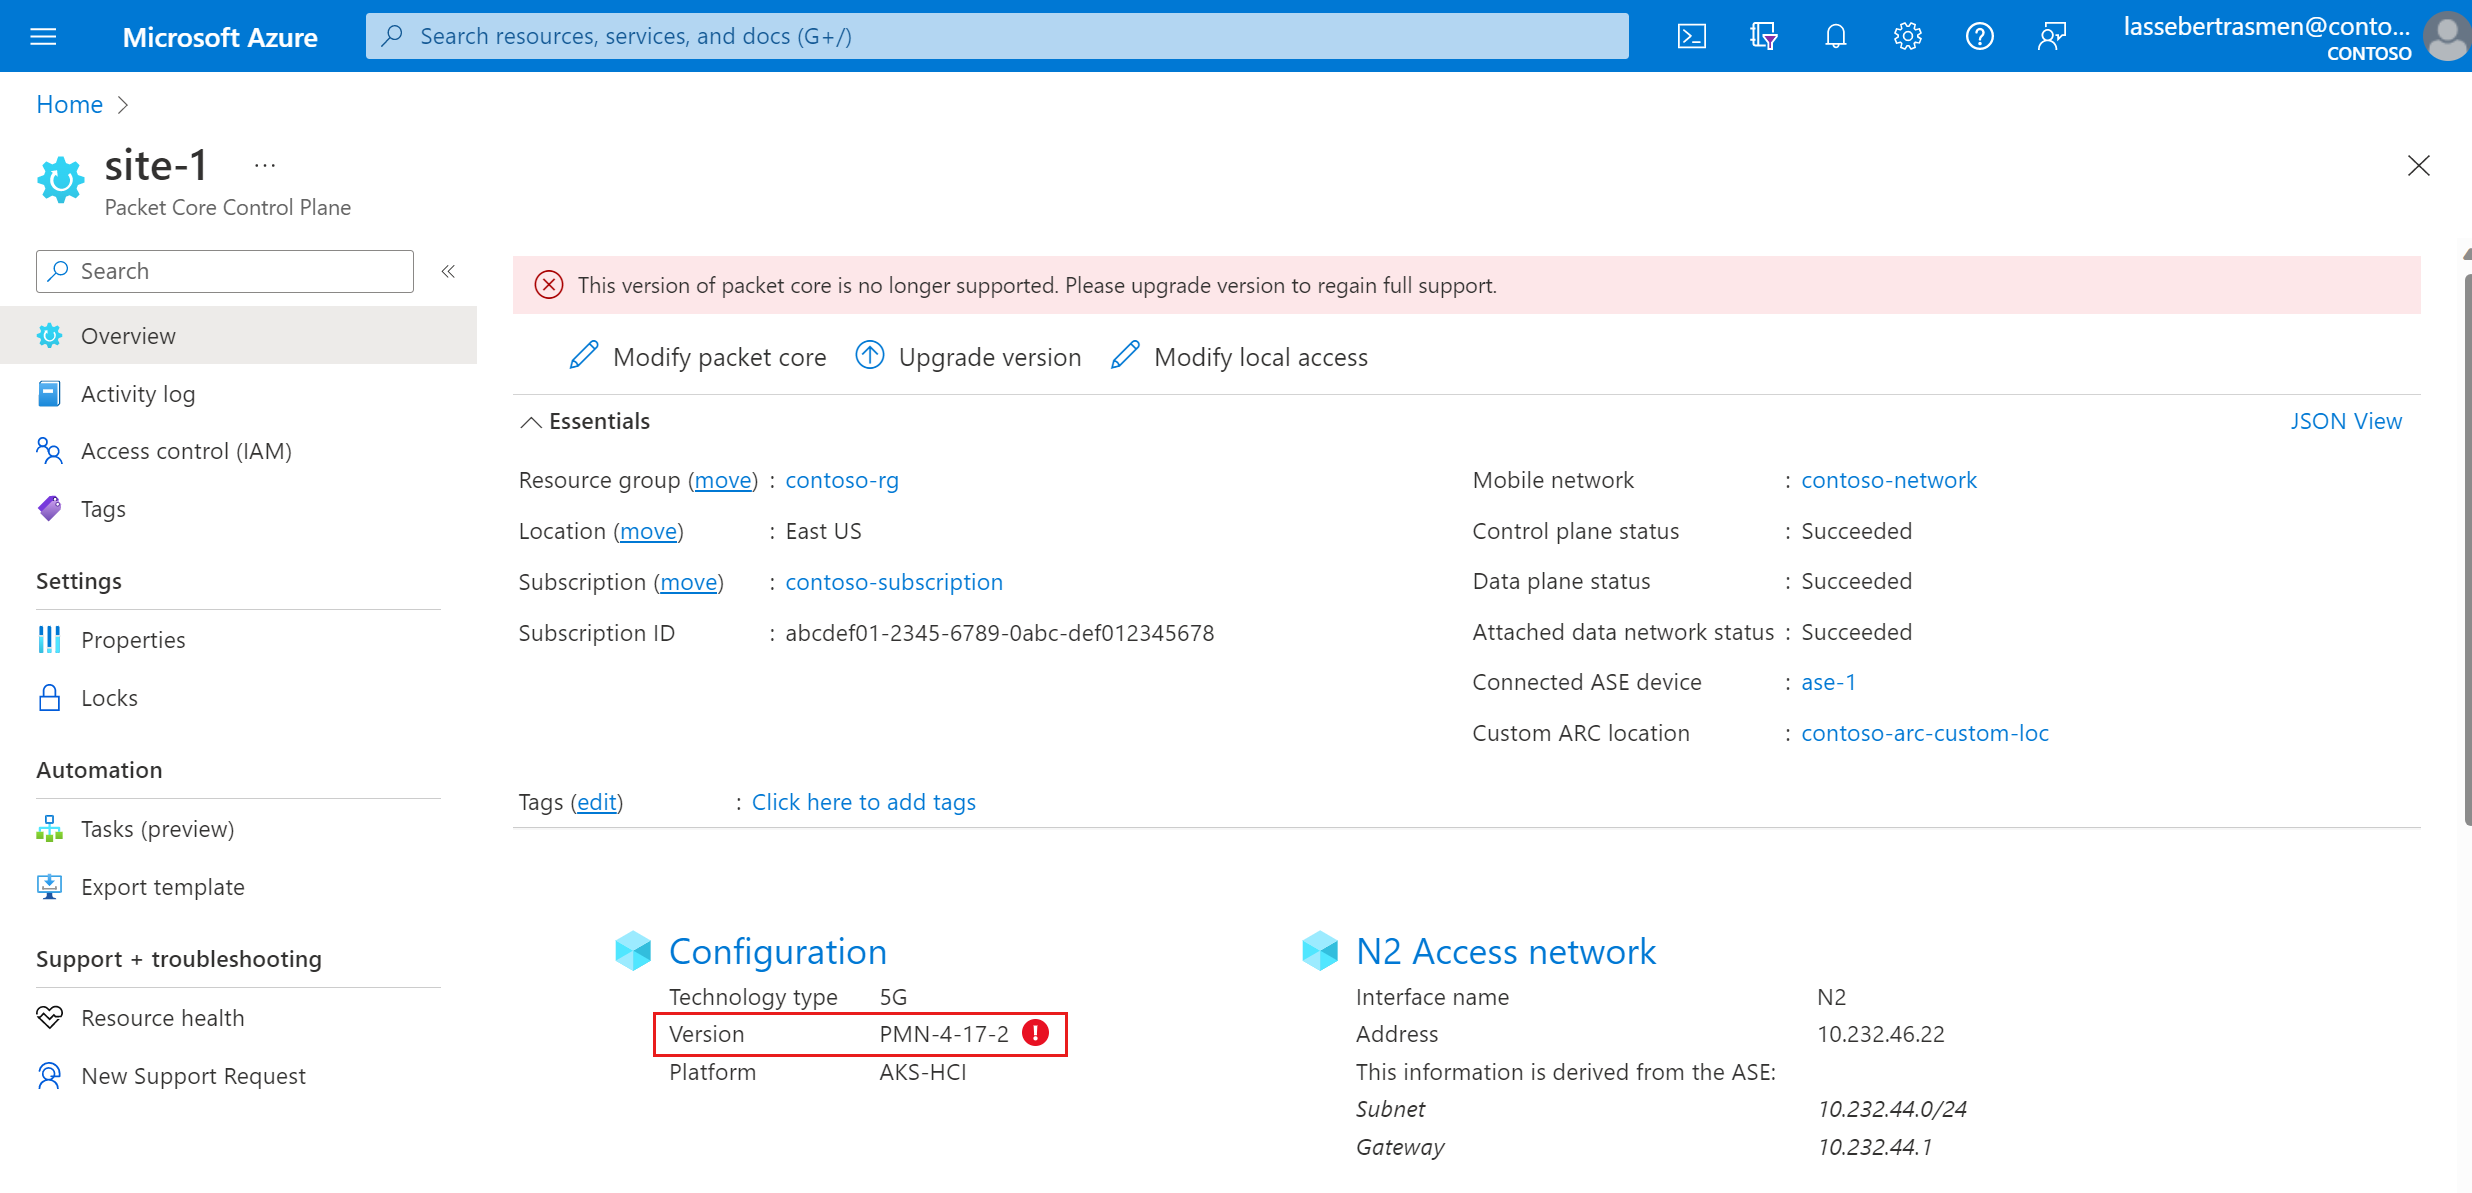 Microsoft Azure
Search resources, services, and docs (G+/)
lassebertrasmen@conto...
CONTOSO
Home
site-1 ...
Packet Core Control Plane
Search
Overview
Activity log
Access control (IAM)
Tags
Settings
Properties
Locks
Automation
Tasks (preview)
Export template
Support + troubleshooting
Resource health
New Support Request
This version of packet core is no longer supported. Please upgrade version to regain full support.
Modify packet core Upgrade version Modify local access
Essentials
JSON View
Resource group (move) : contoso-rg
Location (move) : East US
Subscription (move) : contoso-subscription
Subscription ID : abcdef01-2345-6789-0abc-def012345678
Mobile network : contoso-network
Control plane status : Succeeded
Data plane status : Succeeded
Attached data network status : Succeeded
Connected ASE device : ase-1
Custom ARC location : contoso-arc-custom-loc
Tags (edit) : Click here to add tags
Configuration
Technology type 5G
Version PMN-4-17-2
Platform AKS-HCI
N2 Access network
Interface name N2
Address 10.232.46.22
This information is derived from the ASE:
Subnet 10.232.44.0/24
Gateway 10.232.44.1